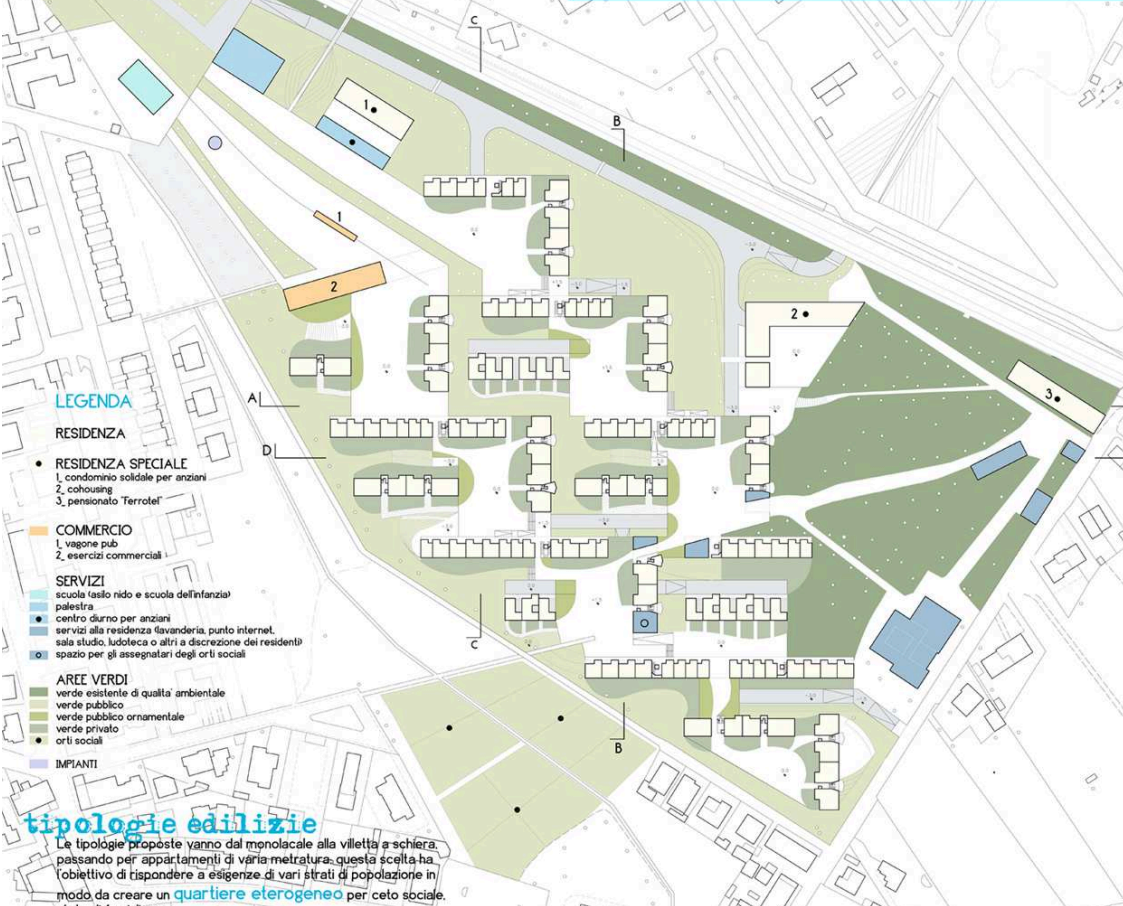 C
B
1
1
2
2
3
A
D
LEGENDA
RESIDENZA
RESIDENZA SPECIALE
1_ condominio solidale per anziani
2_ cohousing
3_ pensionato "Ferrotel"
COMMERCIO
1_ vagone pub
2_ esercizi commerciali
SERVIZI
scuola (asilo nido e scuola dell'infanzia)
palestra
centro diurno per anziani
servizi alla residenza (lavanderia, punto internet,
sala studio, ludoteca o altri a discrezione dei residenti)
spazio per gli assegnatari degli orti sociali
AREE VERDI
verde esistente di qualita' ambientale
verde pubblico
verde pubblico ornamentale
verde privato
orti sociali
IMPIANTI
C
B
tipologie edilizie
Le tipologie proposte vanno dal monolacale alla villetta a schiera,
passando per appartamenti di varia metratura. questa scelta ha
l'obiettivo di rispondere a esigenze di vari strati di popolazione in
modo da creare un quartiere eterogeneo per ceto sociale,